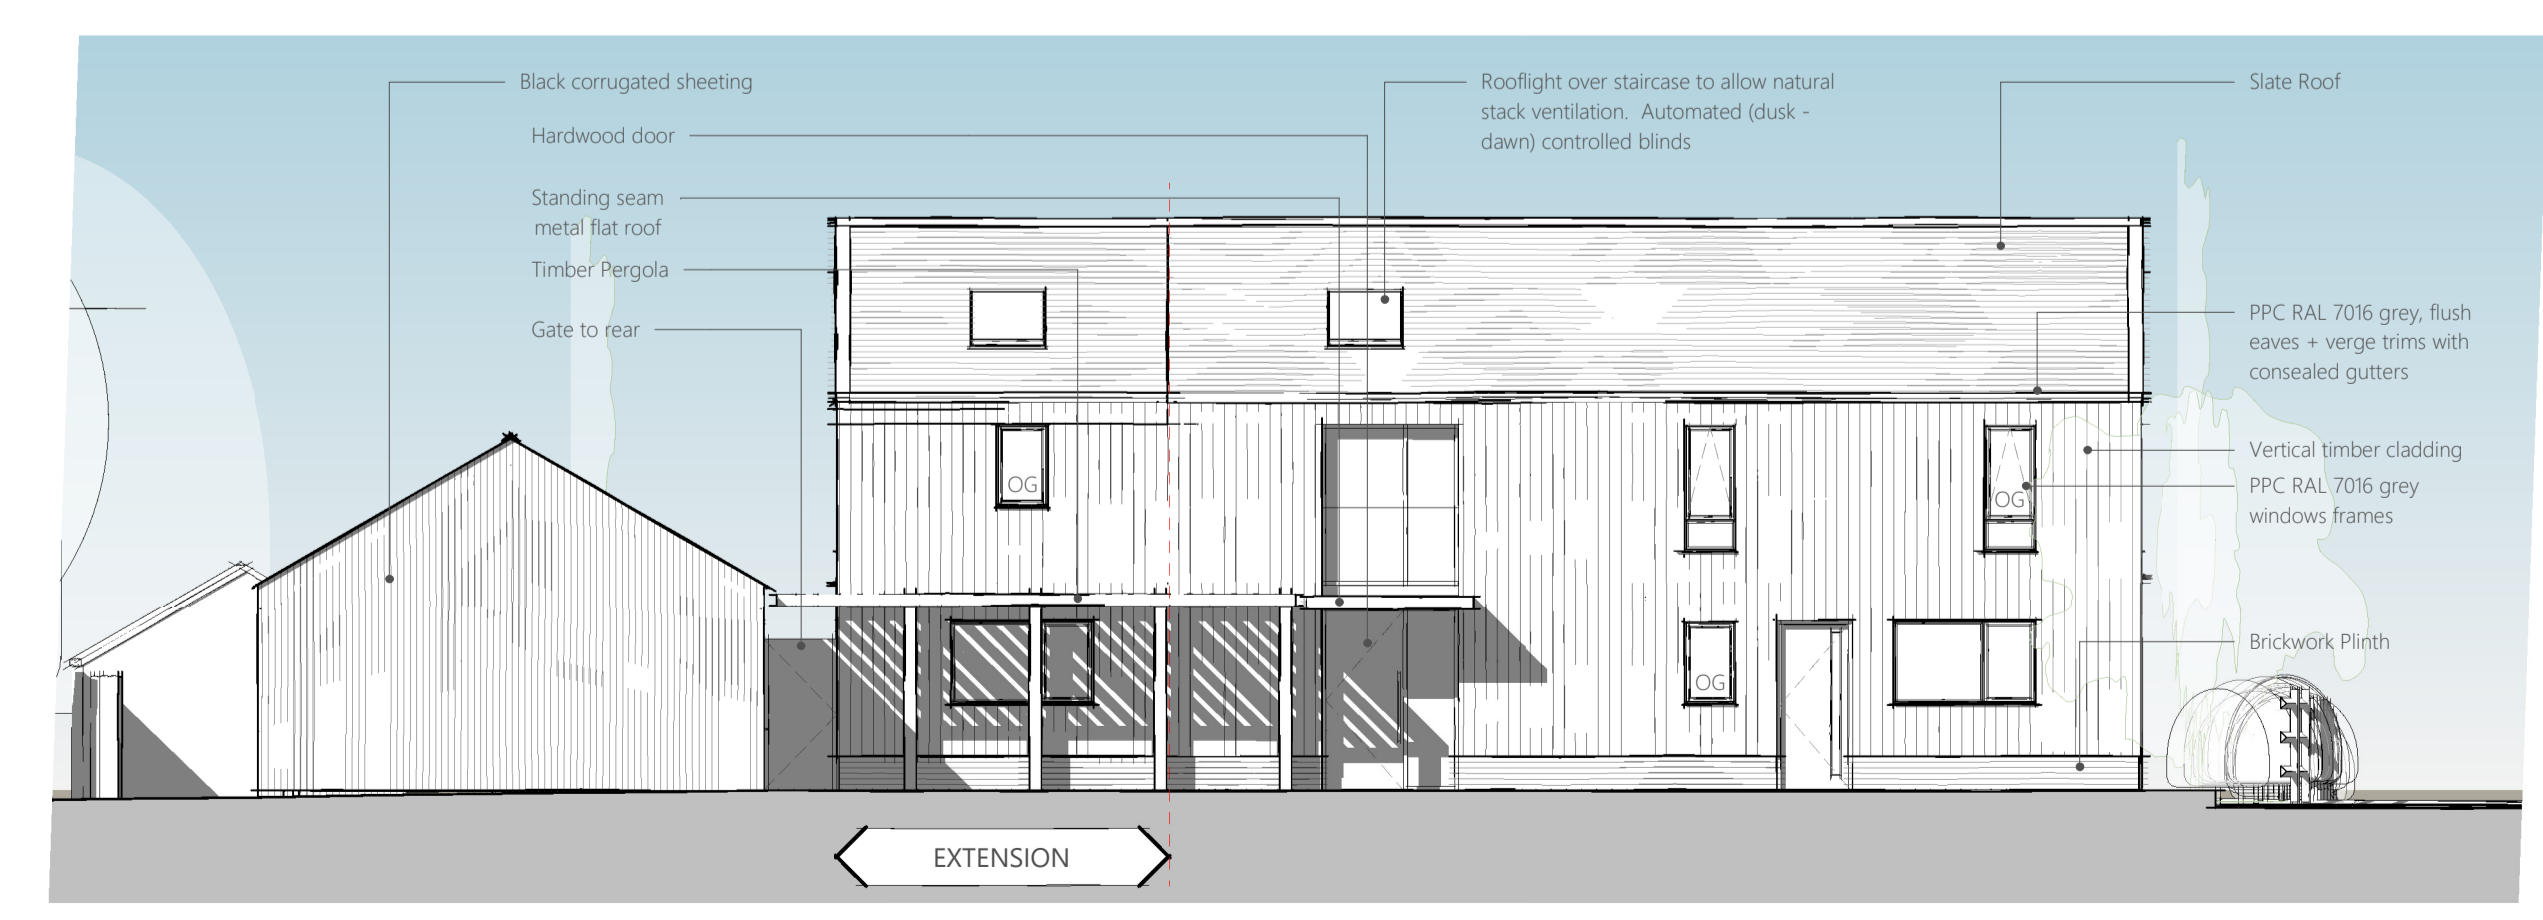 Black corrugated sheeting
Hardwood door
Standing seam
metal flat roof
Timber Pergola
Gate to rear
Rooflight over staircase to allow natural
stack ventilation. Automated (dusk -
dawn) controlled blinds
Slate Roof
PPC RAL 7016 grey, flush
eaves + verge trims with
consealed gutters
Vertical timber cladding
PPC RAL 7016 grey
windows frames
Brickwork Plinth
OG
OG
OG
EXTENSION